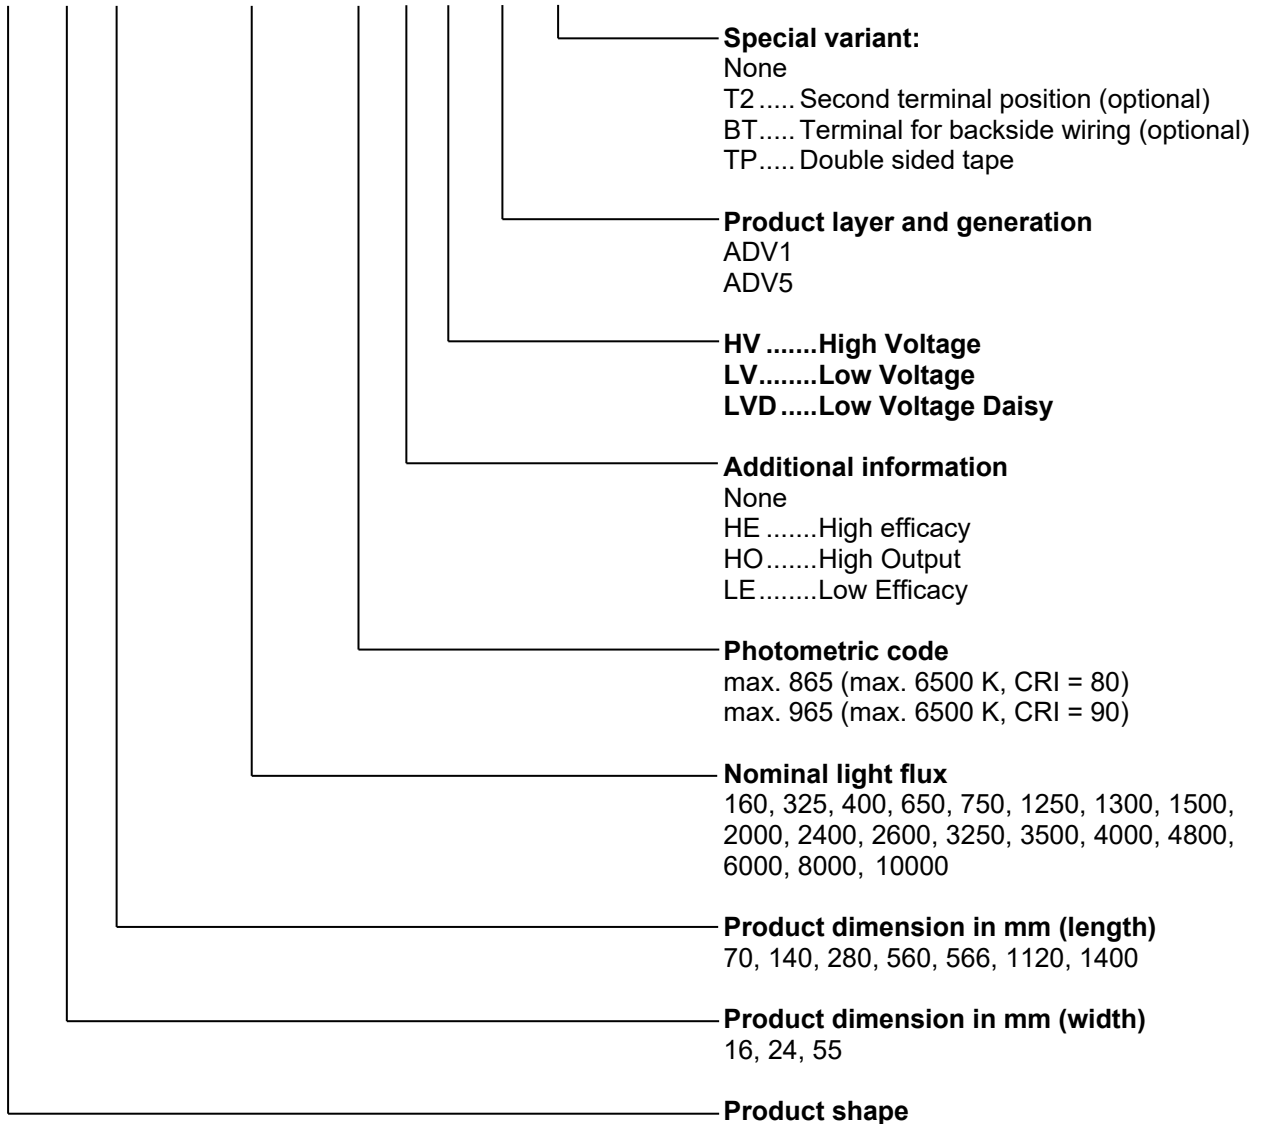 Special variant:
None
T2 ..... Second terminal position (optional)
BT ..... Terminal for backside wiring (optional)
TP ..... Double sided tape
Product layer and generation
ADV1
ADV5
HV .......High Voltage
LV........Low Voltage
LVD .....Low Voltage Daisy
Additional information
None
HE .......High efficacy
HO.......High Output
LE........Low Efficacy
Photometric code
max. 865 (max. 6500 K, CRI = 80)
max. 965 (max. 6500 K, CRI = 90)
Nominal light flux
160, 325, 400, 650, 750, 1250, 1300, 1500,
2000, 2400, 2600, 3250, 3500, 4000, 4800,
6000, 8000, 10000
Product dimension in mm (length)
70, 140, 280, 560, 566, 1120, 1400
Product dimension in mm (width)
16, 24, 55
Product shape